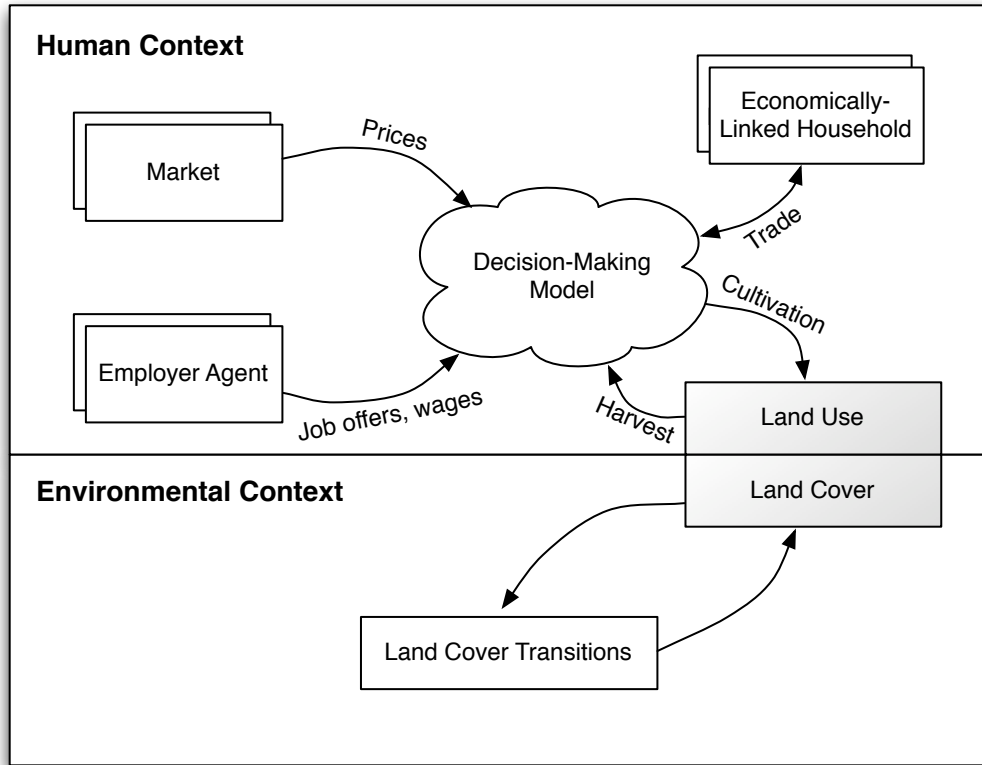 Human Context
Economically-
Linked Household
Prices
Market
Trade
Decision-Making
Model
Cultivation
Employer Agent
Job offers, wages
Harvest
Land Use
Environmental Context
Land Cover
Land Cover Transitions